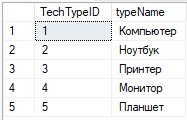 TechTypeID typeName
1 1 Компьютер
2 2 Ноутбук
3 3 Принтер
4 4 Монитор
5 5 Планшет